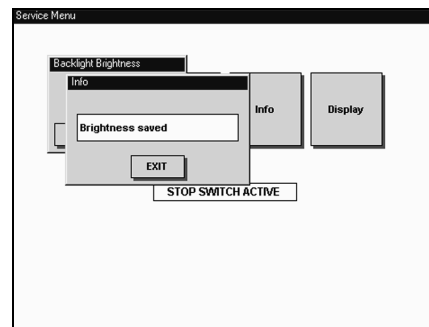 Service Menu
Backlight Brightness
Info
Info
Display
Brightness saved
EXIT
STOP SWITCH ACTIVE